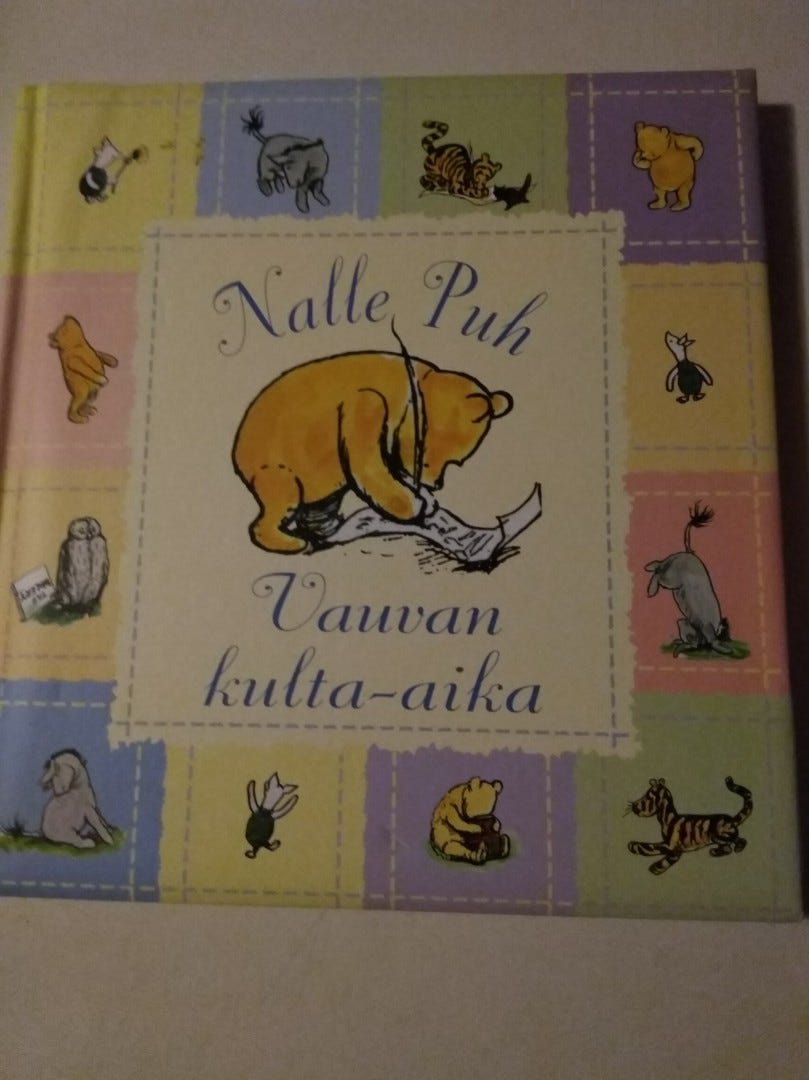 Nalle Puh
Vauvan
kulta-aika